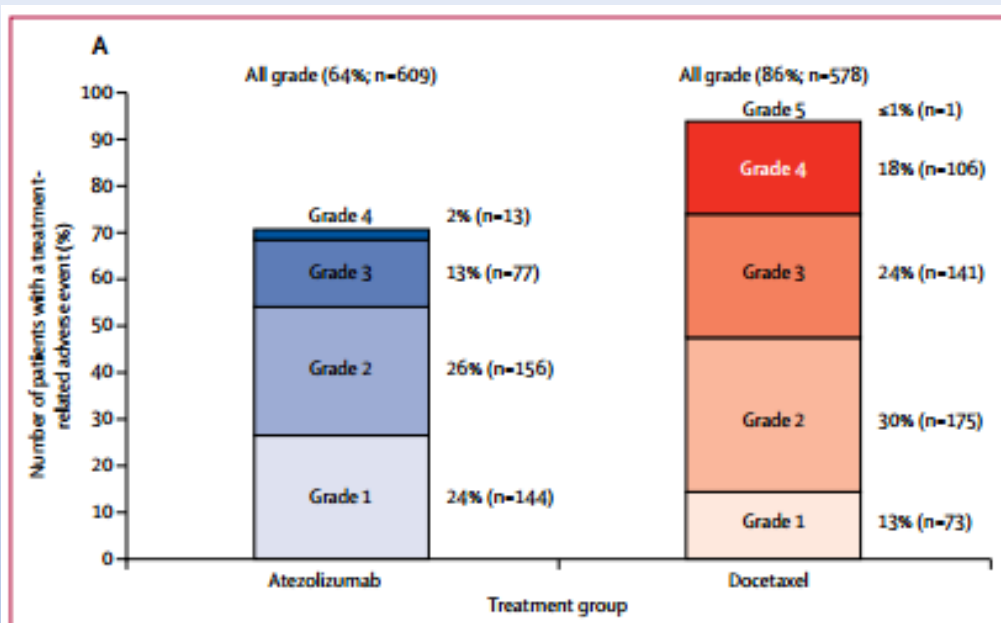 A
All grade (64%; n=609)
All grade (86%; n=578)
Number of patients with a treatment-
related adverse event (%)
100
90
80
70
60
50
40
30
20
10
0
Grade 4
2% (n=13)
Grade 3
13% (n=77)
Grade 2
26% (n=156)
Grade 1
24% (n=144)
Grade 5
≤1% (n=1)
Grade 4
18% (n=106)
Grade 3
24% (n=141)
Grade 2
30% (n=175)
Grade 1
13% (n=73)
Atezolizumab
Docetaxel
Treatment group